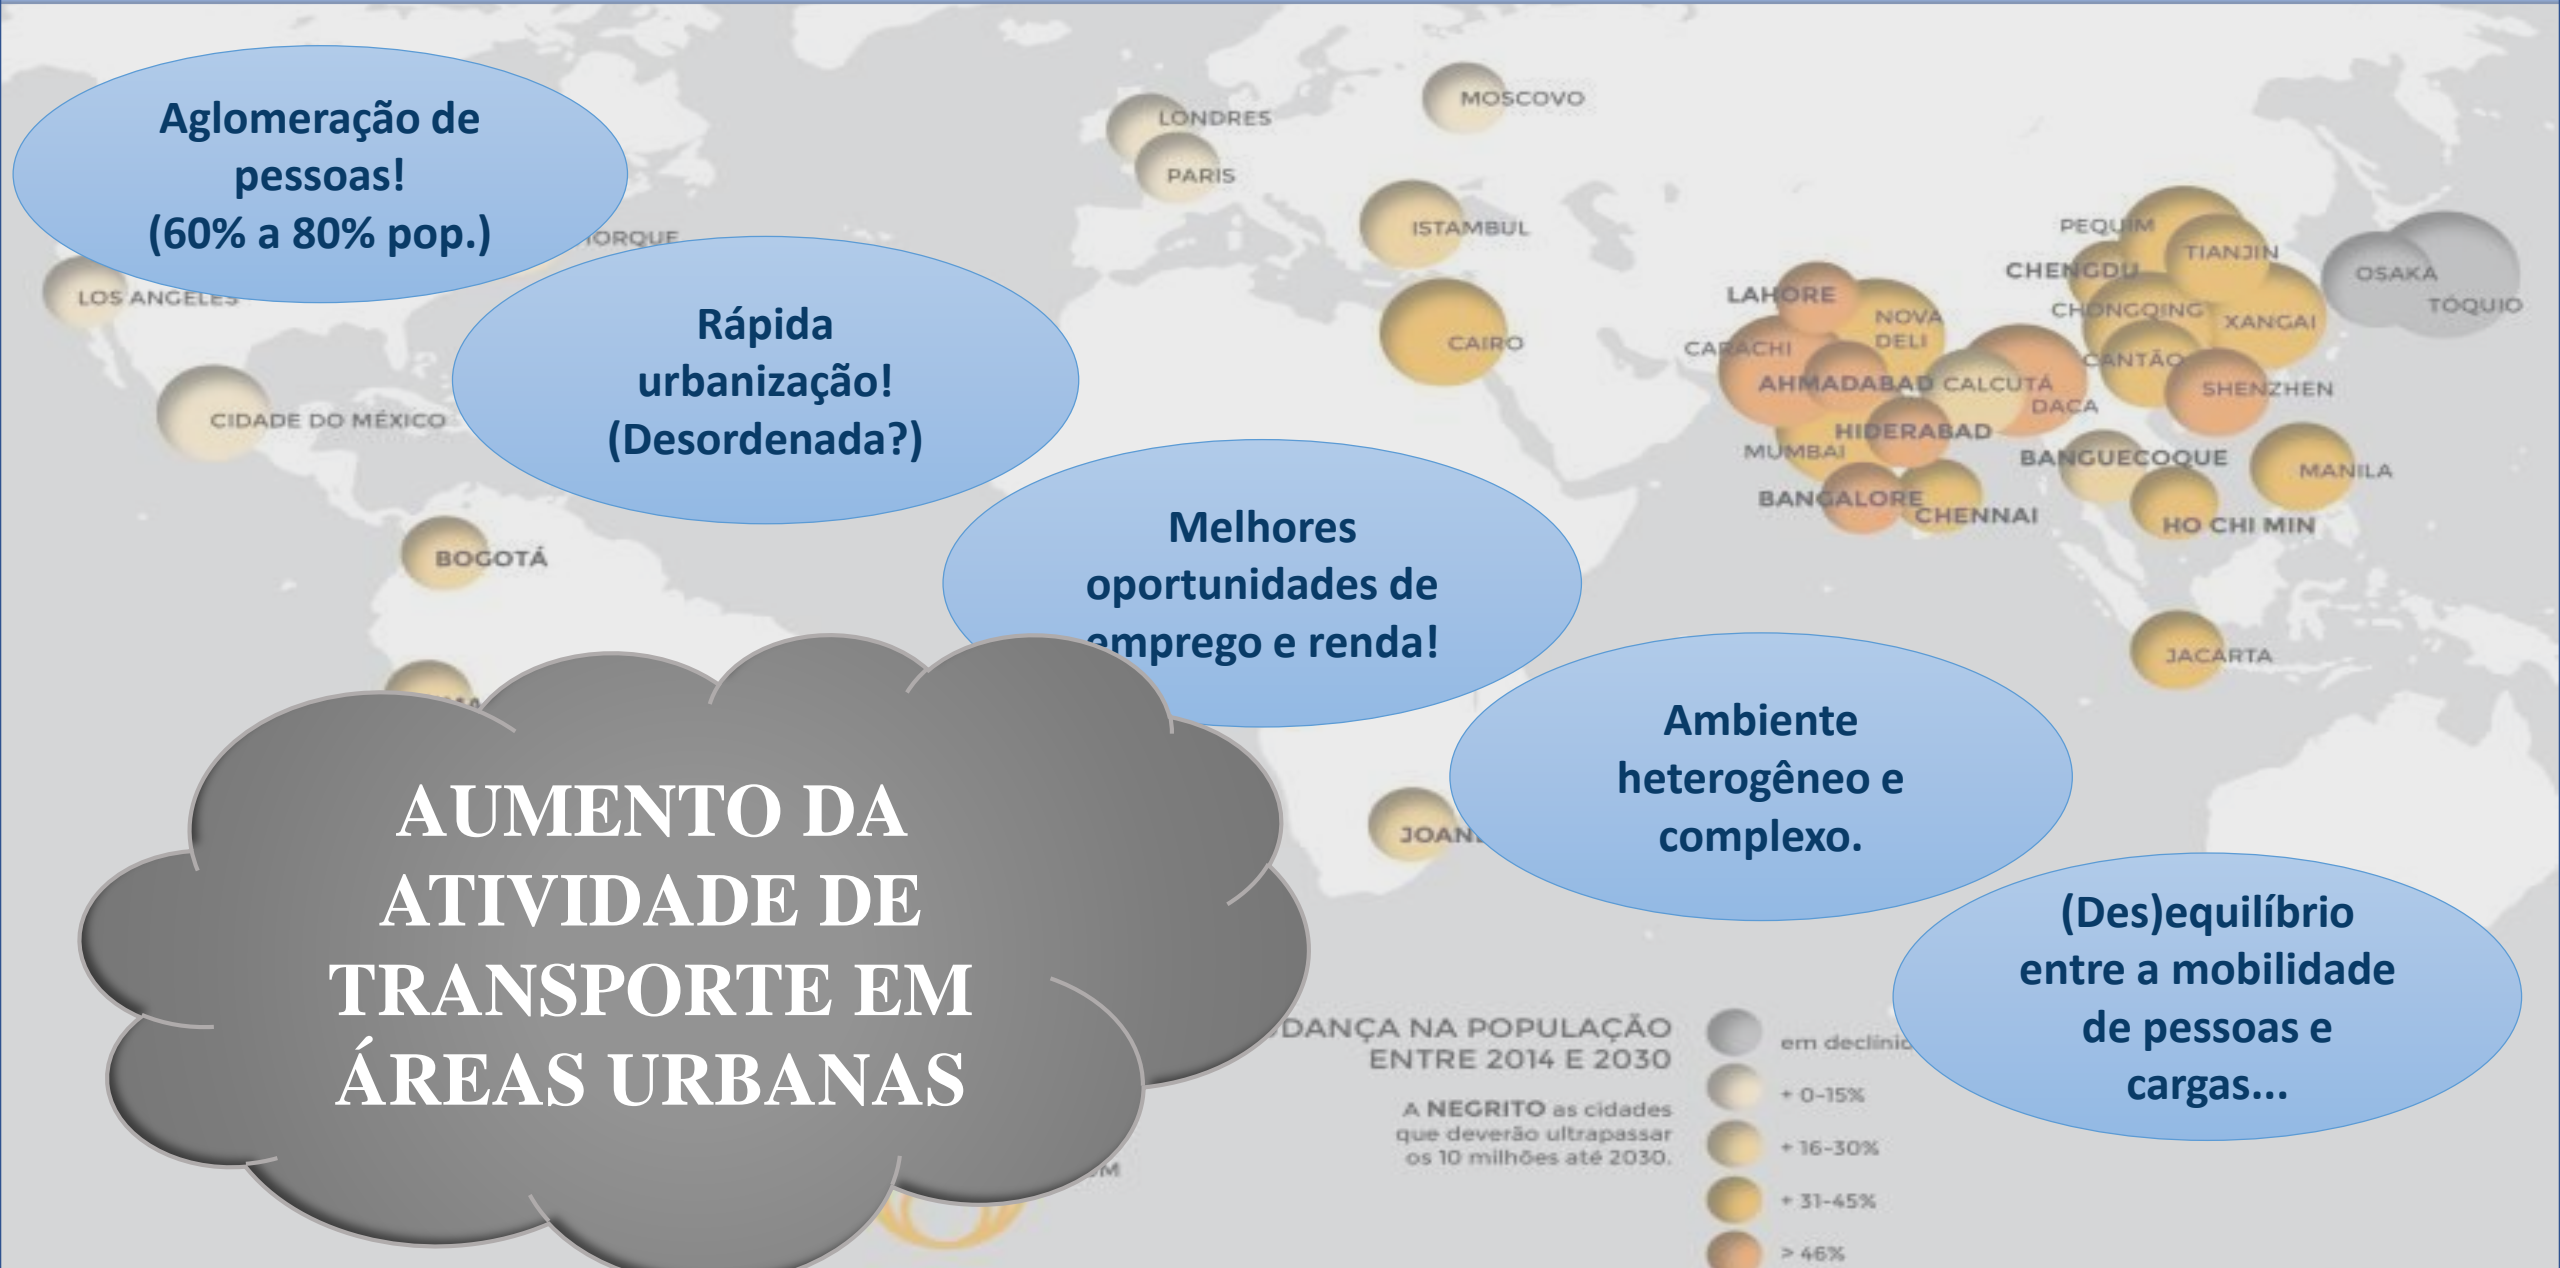 Aglomeração de
pessoas!
(60% a 80% pop.)
Rápida
urbanização!
(Desordenada?)
Melhores
oportunidades de
emprego e renda!
Ambiente
heterogêneo e
complexo.
(Des)equilíbrio
entre a mobilidade
de pessoas e
cargas...
AUMENTO DA
ATIVIDADE DE
TRANSPORTE EM
ÁREAS URBANAS
LOS ANGELES
CIDADE DO MÉXICO
BOGOTÁ
LONDRES
PARIS
MOSCOVO
ISTAMBUL
CAIRO
LAHORE
NOVA
DELI
CARACHI
AHMADABAD
CALCUTÁ
DACA
HIDERABAD
MUMBAI
BANGALORE
CHENNAI
PEQUIM
TIANJIN
CHENGDU
CHONGQING
XANGAI
CANTÃO
SHENZHEN
OSAKA
TÓQUIO
BANGUECOQUE
MANILA
HO CHI MIN
JACARTA
NA POPULAÇÃO
ENTRE 2014 E 2030
A NEGRITO as cidades
que deverão ultrapassar
os 10 milhões até 2030.
em
+ 0-15%
+ 16-30%
+ 31-45%
> 46%